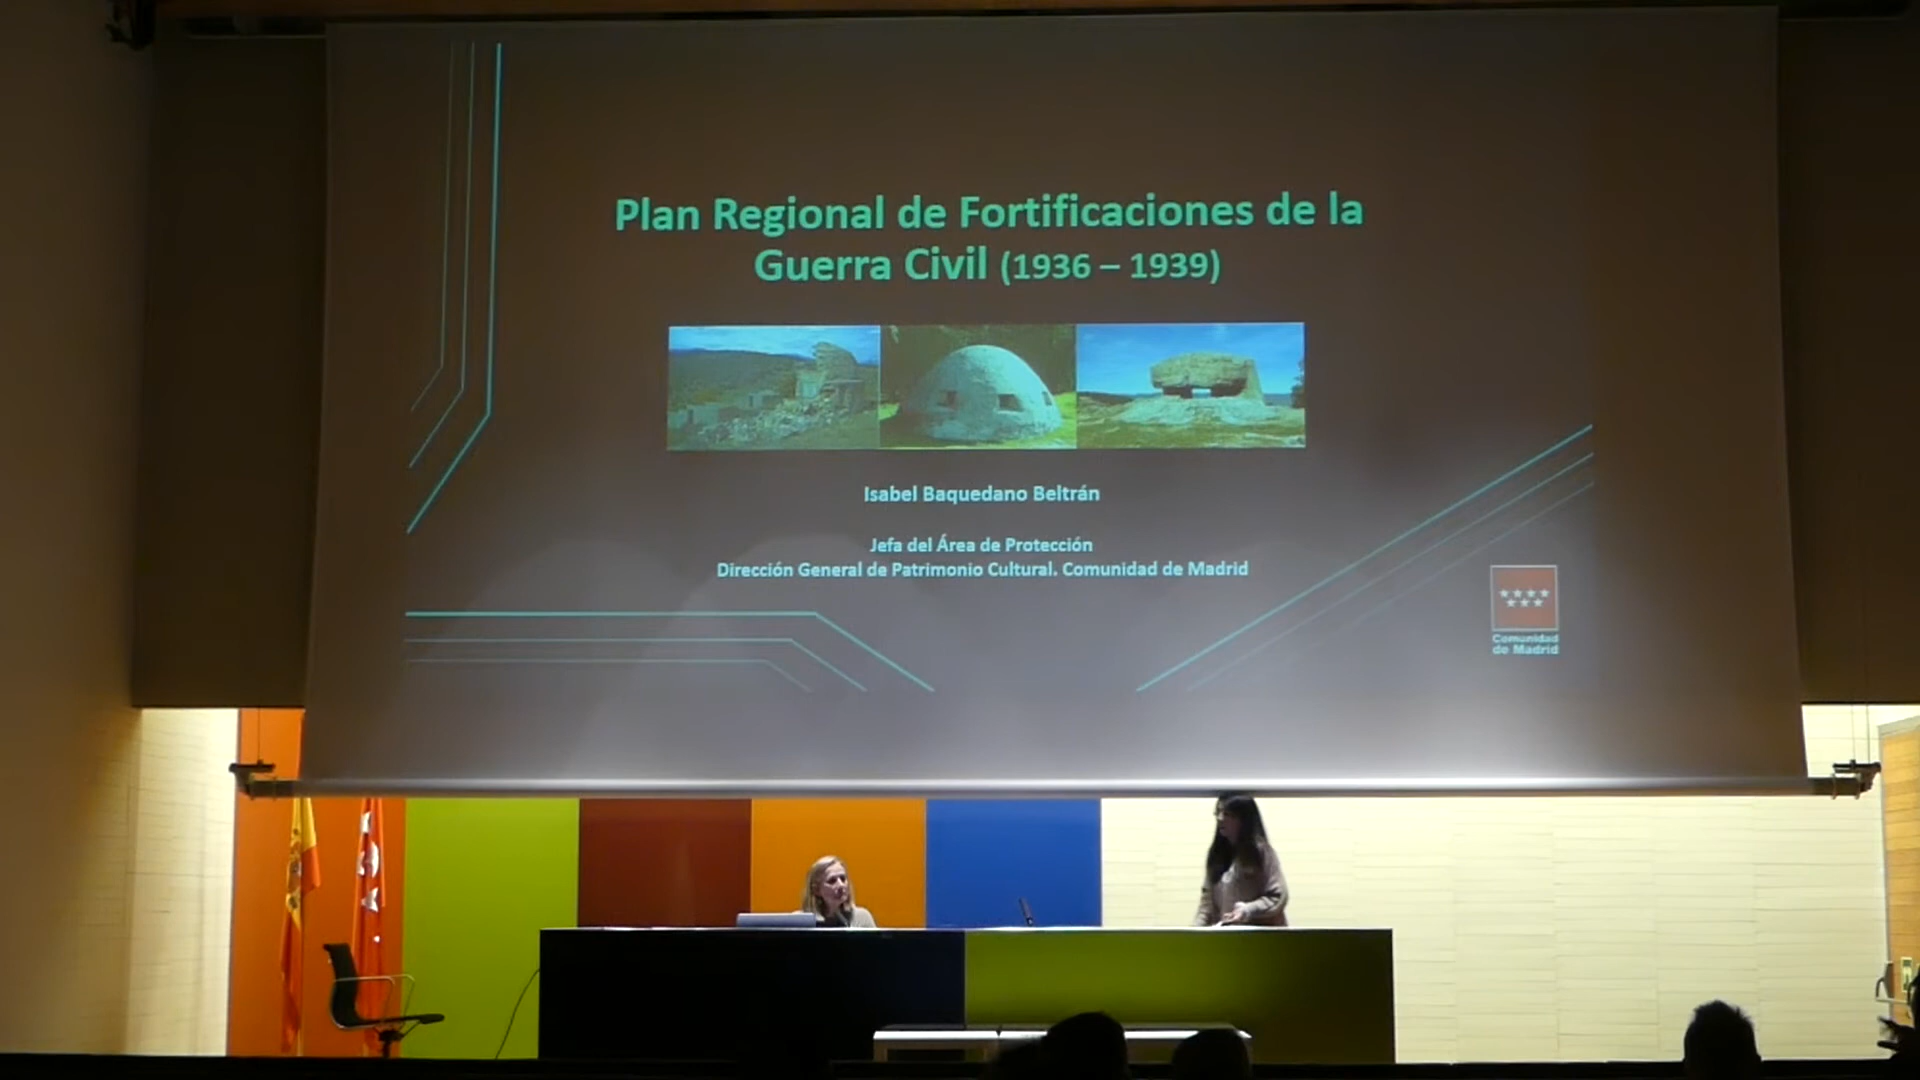 Plan Regional de Fortificaciones de la
Guerra Civil (1936 – 1939)
Isabel Baquedano Beltrán
Jefa del Área de Protección
Dirección General de Patrimonio Cultural. Comunidad de Madrid
Comunidad
de Madrid